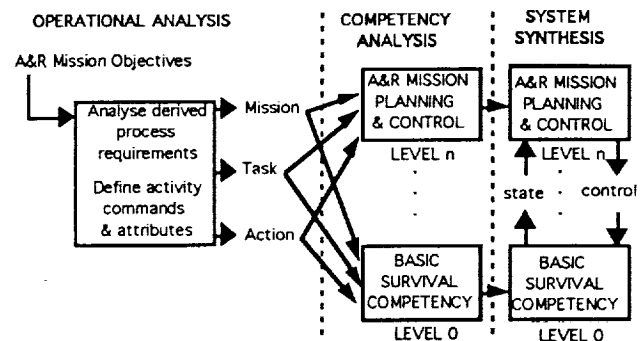 OPERATIONAL ANALYSIS
COMPETENCY
ANALYSIS
SYSTEM
SYNTHESIS
A&R Mission Objectives
Analyse derived
process
requirements
Define activity
commands
& attributes
Mission
Task
Action
A&R MISSION
PLANNING
& CONTROL
LEVEL n
BASIC
SURVIVAL
COMPETENCY
LEVEL 0
A&R MISSION
PLANNING
& CONTROL
LEVEL n
state
control
BASIC
SURVIVAL
COMPETENCY
LEVEL 0